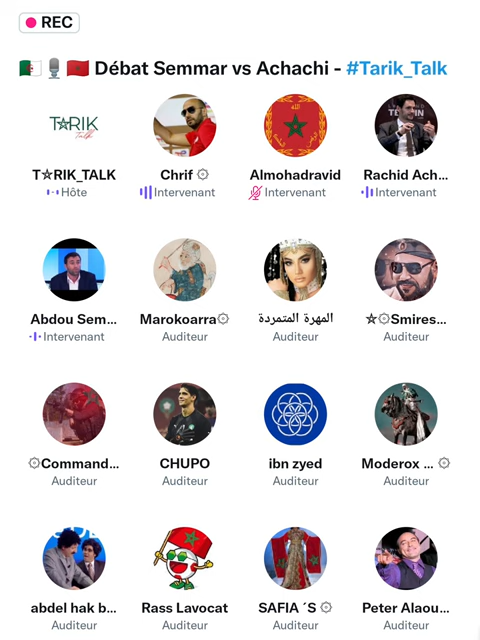 REC
🇩🇿🎙️🇲🇦 Débat Semmar vs Achachi - #Tarik_Talk
T☆RIK Talk
T☆RIK_TALK
Hôte
Chrif ۞
Intervenant
Almohadravid
Intervenant
Rachid Ach...
Intervenant
Abdou Sem...
Intervenant
Marokoarra۞
Auditeur
المهرة المتمردة
Auditeur
☆۞Smires...
Auditeur
۞Command...
Auditeur
CHUPO
Auditeur
ibn zyed
Auditeur
Moderox ... ۞
Auditeur
abdel hak b...
Auditeur
Rass Lavocat
Auditeur
SAFIA ´S ۞
Auditeur
Peter Alaou...
Auditeur